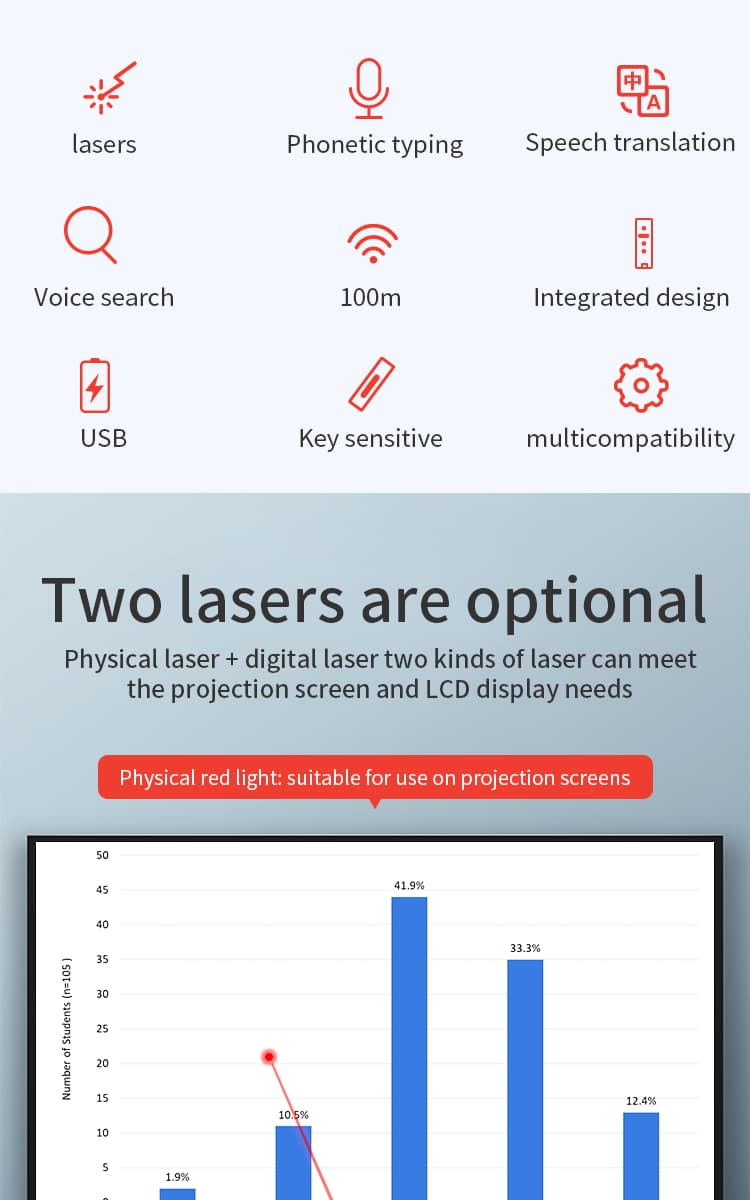 中
A
lasers
Phonetic typing
Speech translation
Voice search
100m
Integrated design
USB
Key sensitive
multicompatibility
Two lasers are optional
Physical laser + digital laser two kinds of laser can meet
the projection screen and LCD display needs
Physical red light: suitable for use on projection screens
50
45
40
35
30
25
20
15
10
5
Number of Students (n=105 )
1.9%
10.5%
41.9%
33.3%
12.4%